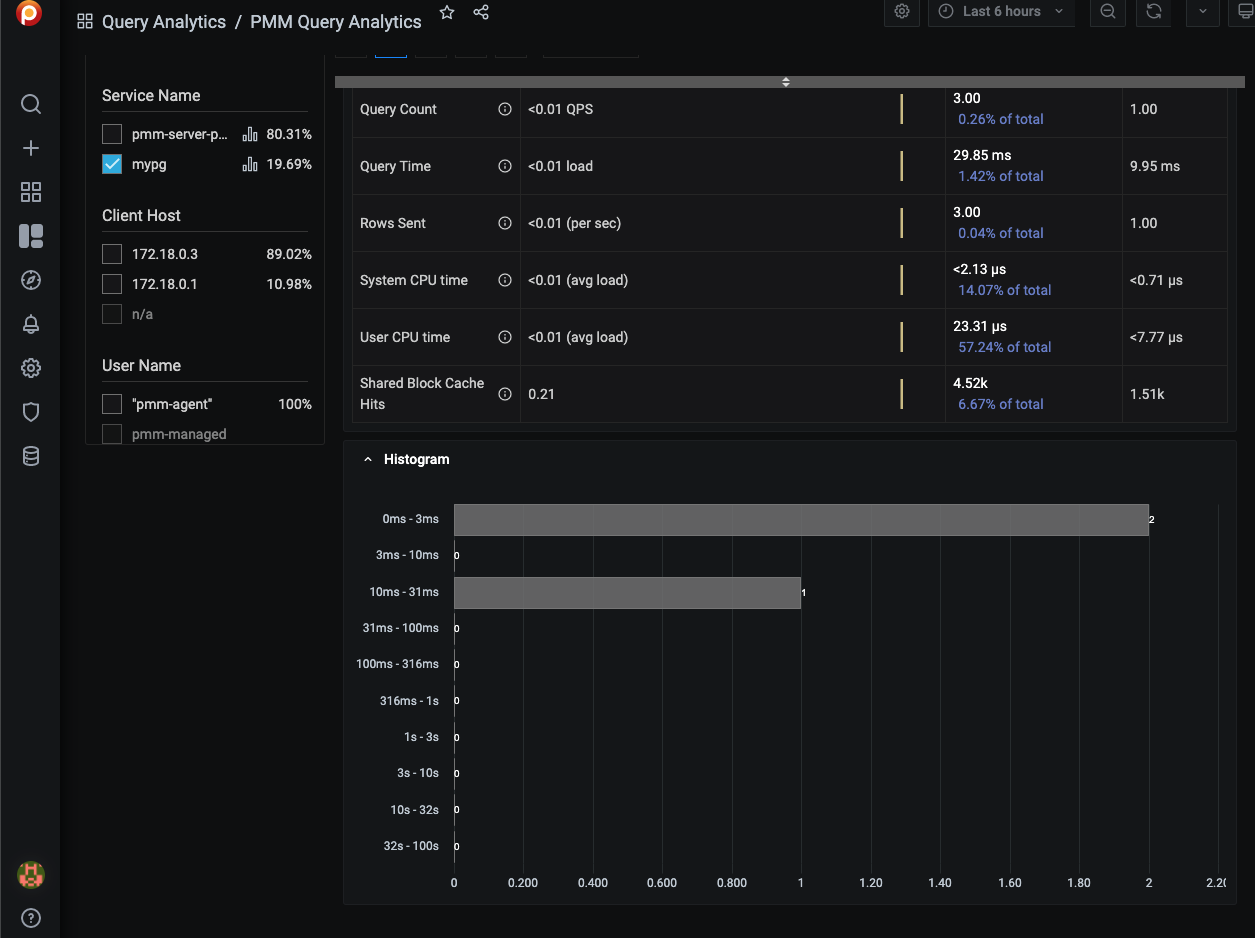 Query Analytics / PMM Query Analytics
Last 6 hours
Service Name
pmm-server-p... 80.31%
mypg 19.69%
Client Host
172.18.0.3 89.02%
172.18.0.1 10.98%
n/a
User Name
"pmm-agent" 100%
pmm-managed
Query Count <0.01 QPS 3.00 1.00
0.26% of total
Query Time <0.01 load 29.85 ms 9.95 ms
1.42% of total
Rows Sent <0.01 (per sec) 3.00 1.00
0.04% of total
System CPU time <0.01 (avg load) <2.13 µs <0.71 µs
14.07% of total
User CPU time <0.01 (avg load) 23.31 µs <7.77 µs
57.24% of total
Shared Block Cache Hits 0.21 4.52k 1.51k
6.67% of total
Histogram
0ms - 3ms 2
3ms - 10ms 0
10ms - 31ms 1
31ms - 100ms 0
100ms - 316ms 0
316ms - 1s 0
1s - 3s 0
3s - 10s 0
10s - 32s 0
32s - 100s 0
0 0.200 0.400 0.600 0.800 1 1.20 1.40 1.60 1.80 2 2.20